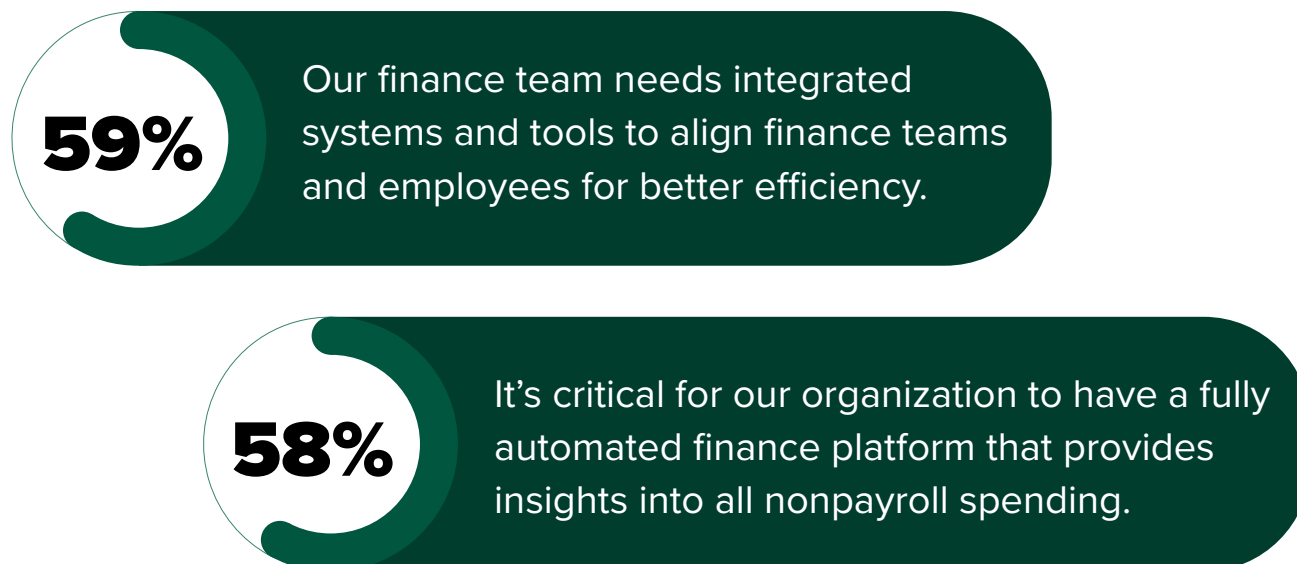 59%
Our finance team needs integrated
systems and tools to align finance teams
and employees for better efficiency.
58%
It’s critical for our organization to have a fully
automated finance platform that provides
insights into all nonpayroll spending.